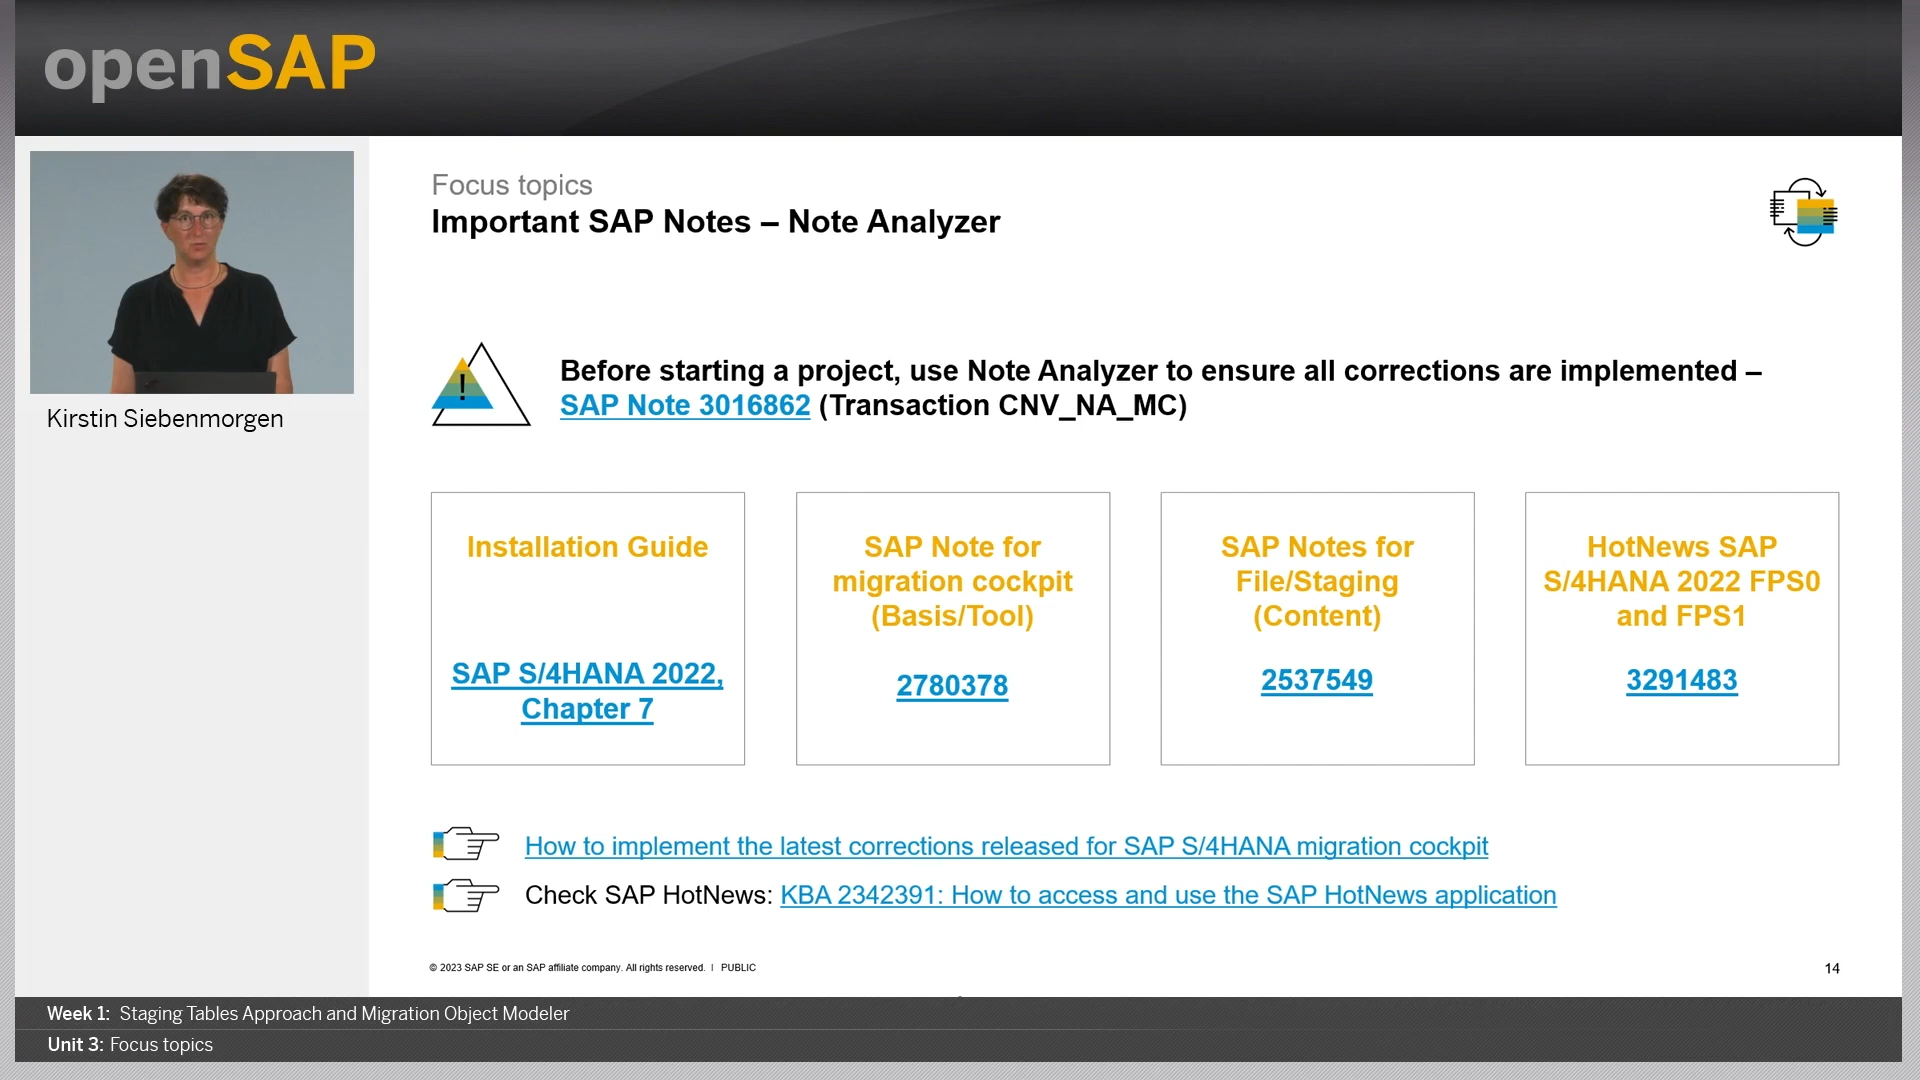 openSAP
Kirstin Siebenmorgen
Focus topics
Important SAP Notes – Note Analyzer
!
Before starting a project, use Note Analyzer to ensure all corrections are implemented –
SAP Note 3016862 (Transaction CNV_NA_MC)
Installation Guide
SAP S/4HANA 2022,
Chapter 7
SAP Note for
migration cockpit
(Basis/Tool)
2780378
SAP Notes for
File/Staging
(Content)
2537549
HotNews SAP
S/4HANA 2022 FPS0
and FPS1
3291483
How to implement the latest corrections released for SAP S/4HANA migration cockpit
Check SAP HotNews: KBA 2342391: How to access and use the SAP HotNews application
© 2023 SAP SE or an SAP affiliate company. All rights reserved. | PUBLIC
14
Week 1: Staging Tables Approach and Migration Object Modeler
Unit 3: Focus topics